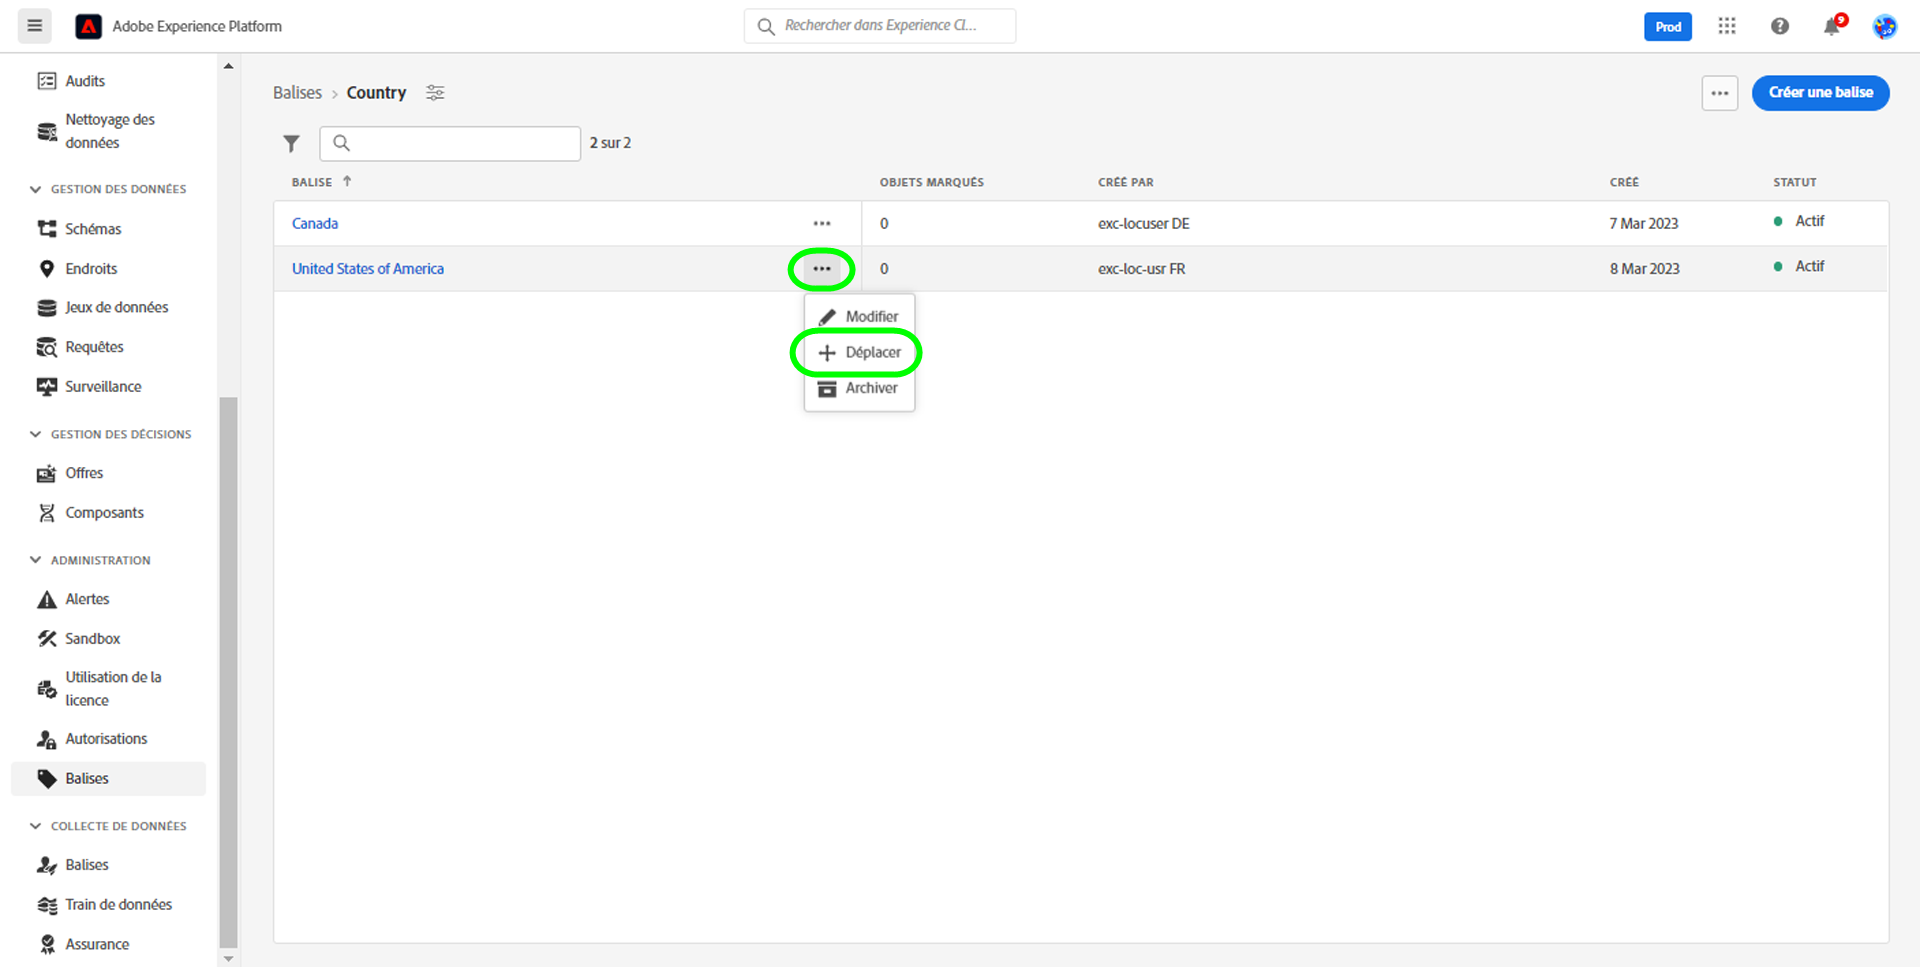 Adobe Experience Platform
Rechercher dans Experience Cl...
Prod
9
Audits
Nettoyage des
données
GESTION DES DONNÉES
Schémas
Endroits
Jeux de données
Requêtes
Surveillance
GESTION DES DÉCISIONS
Offres
Composants
ADMINISTRATION
Alertes
Sandbox
Utilisation de la
licence
Autorisations
Balises
COLLECTE DE DONNÉES
Balises
Train de données
Assurance
Balises > Country
Créer une balise
2 sur 2
BALISE OBJETS MARQUÉS CRÉÉ PAR CRÉÉ STATUT
Canada 0 exc-locuser DE 7 Mar 2023 Actif
United States of America 0 exc-loc-usr FR 8 Mar 2023 Actif
Modifier
Déplacer
Archiver